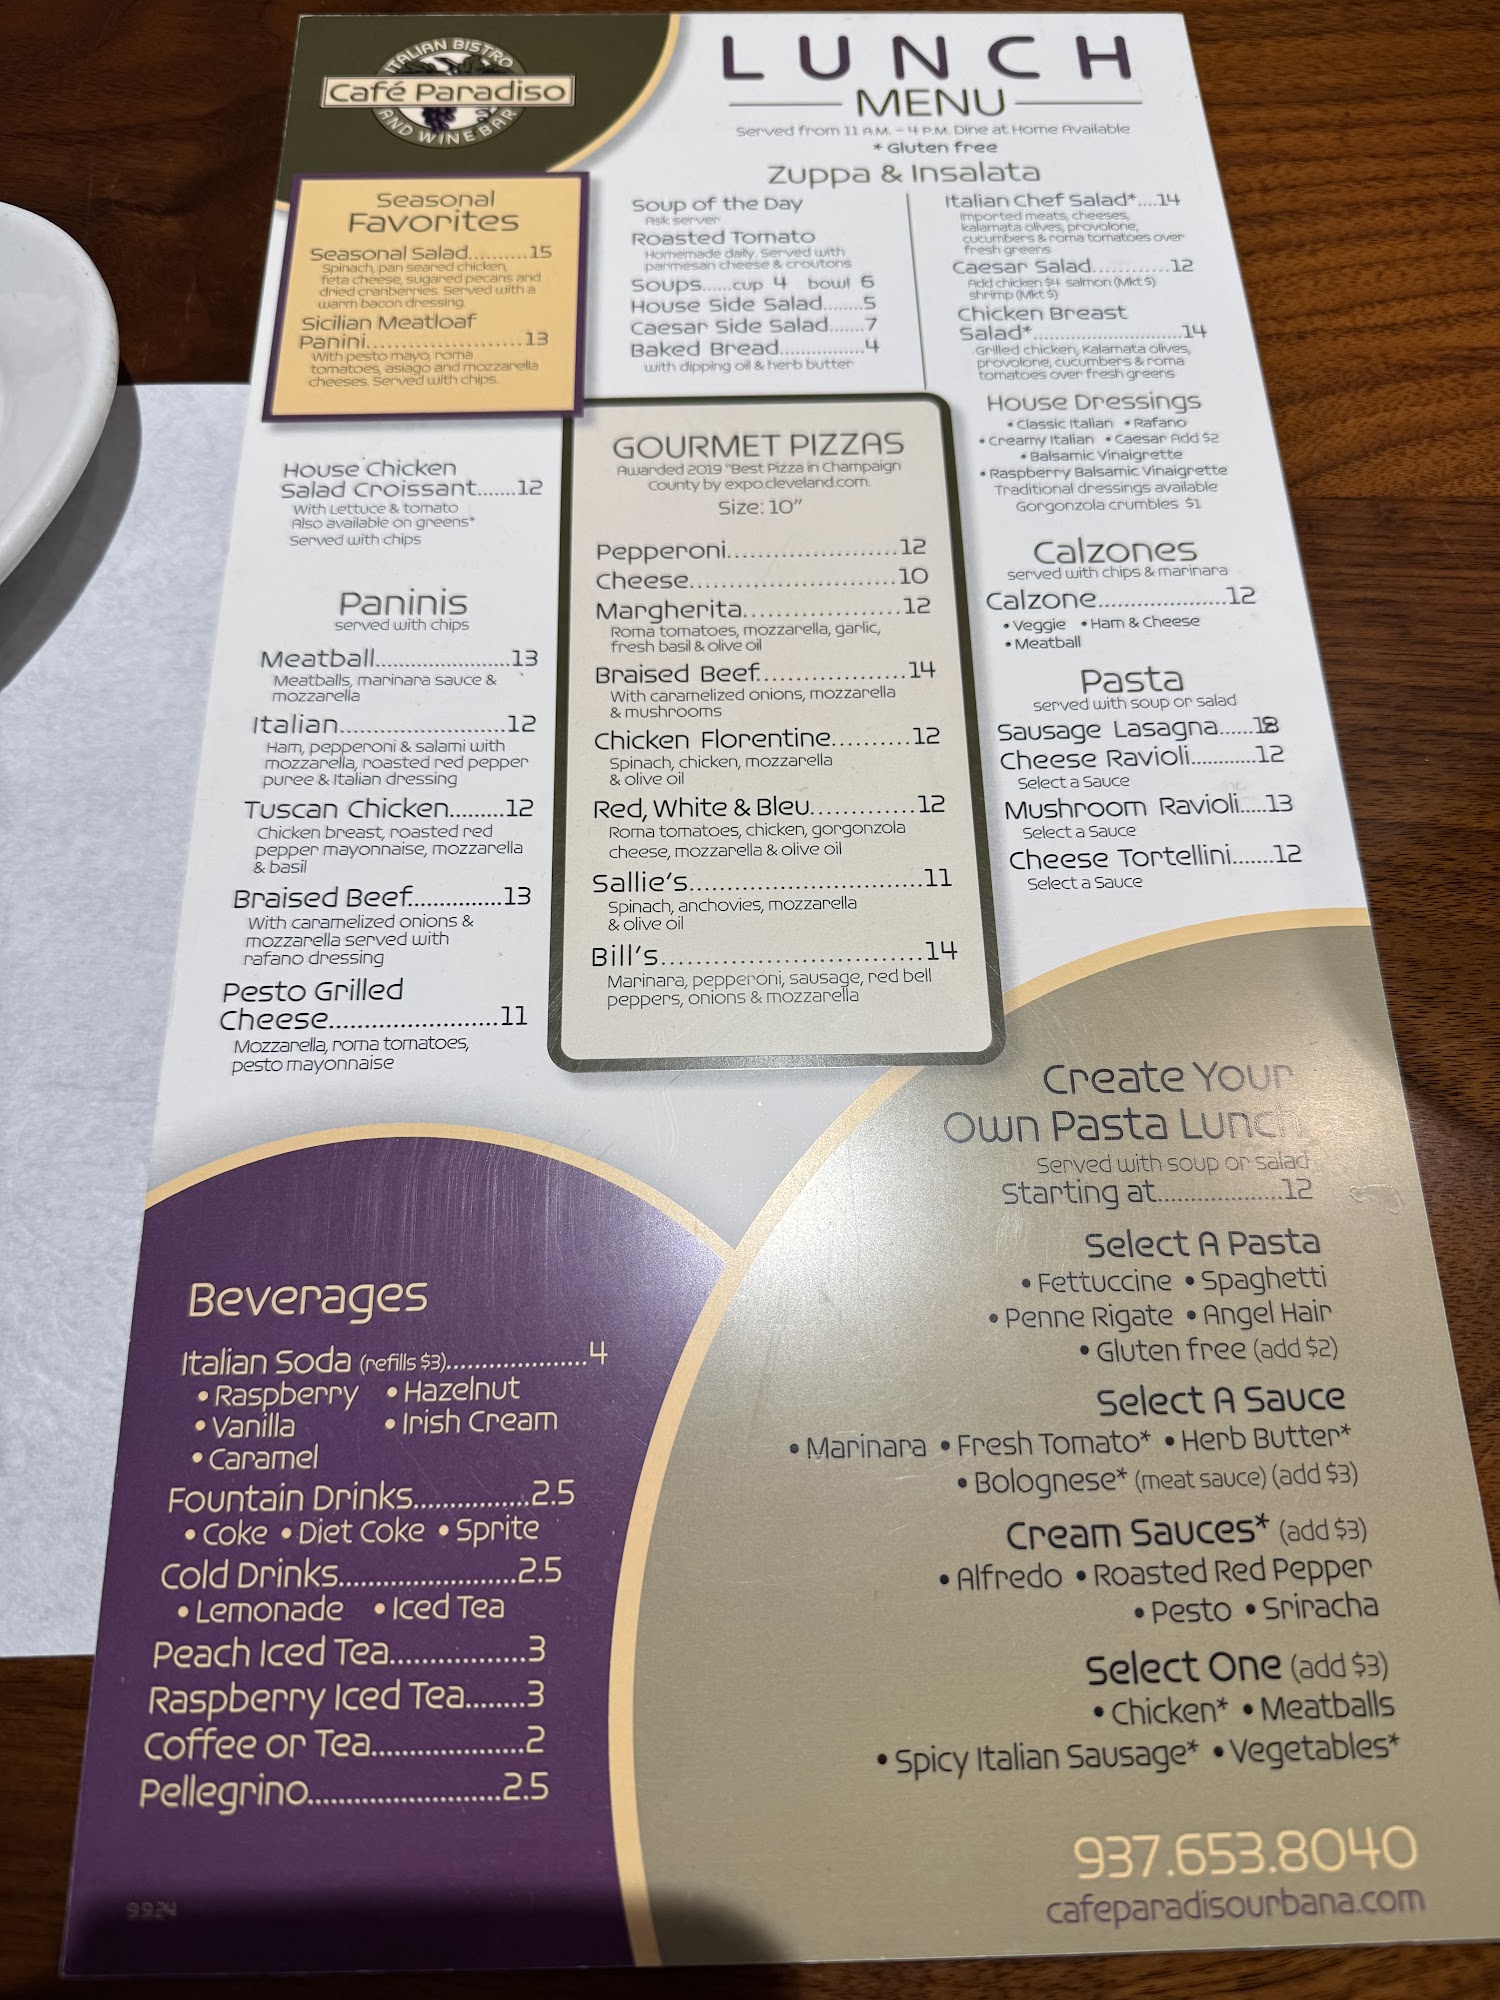 ITALIAN BISTRO
Café Paradiso
AND WINE BAR
LUNCH
MENU
Served from 11 A.M. – 4 P.M. Dine at Home Available
* Gluten free
Seasonal
Favorites
Seasonal Salad..........15
Spinach, pan seared chicken,
feta cheese, sugared pecans and
dried cranberries. Served with a
warm bacon dressing.
Sicilian Meatloaf
Panini.......................13
With pesto mayo, roma
tomatoes, asiago and mozzarella
cheeses. Served with chips.
Zuppa & Insalata
Soup of the Day
Ask server
Roasted Tomato
Homemade daily. Served with
parmesan cheese & croutons
Soups......cup 4 bowl 6
House Side Salad........5
Caesar Side Salad.......7
Baked Bread.................4
with dipping oil & herb butter
Italian Chef Salad*....14
Imported meats, cheeses,
kalamata olives, provolone,
cucumbers & roma tomatoes over
fresh greens
Caesar Salad.............12
Add chicken $4 salmon (Mkt $)
shrimp (Mkt $)
Chicken Breast
Salad*..........................14
Grilled chicken, Kalamata olives,
provolone, cucumbers & roma
tomatoes over fresh greens
House Dressings
• Classic Italian • Rafano
• Creamy Italian • Caesar Add $2
• Balsamic Vinaigrette
• Raspberry Balsamic Vinaigrette
Traditional dressings available
Gorgonzola crumbles $1
House Chicken
Salad Croissant.......12
With Lettuce & tomato
Also available on greens*
Served with chips
Paninis
served with chips
Meatball.......................13
Meatballs, marinara sauce &
mozzarella
Italian............................12
Ham, pepperoni & salami with
mozzarella, roasted red pepper
puree & Italian dressing
Tuscan Chicken.........12
Chicken breast, roasted red
pepper mayonnaise, mozzarella
& basil
Braised Beef...............13
With caramelized onions &
mozzarella served with
rafano dressing
Pesto Grilled
Cheese........................11
Mozzarella, roma tomatoes,
pesto mayonnaise
GOURMET PIZZAS
Awarded 2019 "Best Pizza in Champaign
County by expo.cleveland.com.
Size: 10"
Pepperoni........................12
Cheese.............................10
Margherita......................12
Roma tomatoes, mozzarella, garlic,
fresh basil & olive oil
Braised Beef.....................14
With caramelized onions, mozzarella
& mushrooms
Chicken Florentine..........12
Spinach, chicken, mozzarella
& olive oil
Red, White & Bleu.............12
Roma tomatoes, chicken, gorgonzola
cheese, mozzarella & olive oil
Sallie's...............................11
Spinach, anchovies, mozzarella
& olive oil
Bill's..................................14
Marinara, pepperoni, sausage, red bell
peppers, onions & mozzarella
Calzones
served with chips & marinara
Calzone.....................12
• Veggie • Ham & Cheese
• Meatball
Pasta
served with soup or salad
Sausage Lasagna.....18
Cheese Ravioli............12
Select a Sauce
Mushroom Ravioli....13
Select a Sauce
Cheese Tortellini.......12
Select a Sauce
Create Your
Own Pasta Lunch
Served with soup or salad
Starting at...................12
Select A Pasta
• Fettuccine • Spaghetti
• Penne Rigate • Angel Hair
• Gluten free (add $2)
Select A Sauce
• Marinara • Fresh Tomato* • Herb Butter*
• Bolognese* (meat sauce) (add $3)
Cream Sauces* (add $3)
• Alfredo • Roasted Red Pepper
• Pesto • Sriracha
Select One (add $3)
• Chicken* • Meatballs
• Spicy Italian Sausage* • Vegetables*
937.653.8040
cafeparadisourbana.com
Beverages
Italian Soda (refills $3)....................4
• Raspberry • Hazelnut
• Vanilla • Irish Cream
• Caramel
Fountain Drinks................2.5
• Coke • Diet Coke • Sprite
Cold Drinks........................2.5
• Lemonade • Iced Tea
Peach Iced Tea................3
Raspberry Iced Tea.......3
Coffee or Tea....................2
Pellegrino.........................2.5
9.9.24